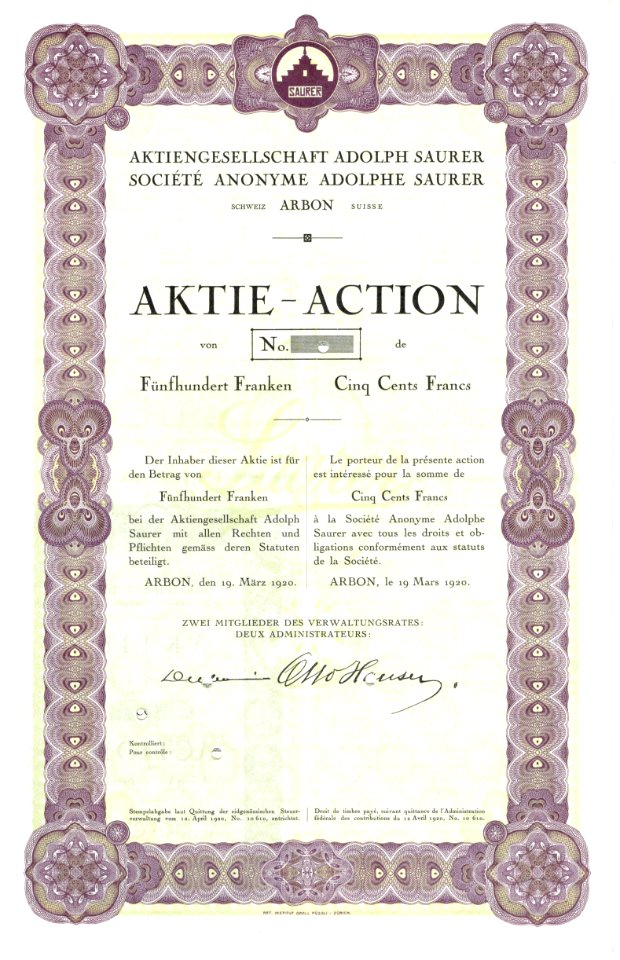 SAURER
AKTIENGESELLSCHAFT ADOLPH SAURER
SOCIÉTÉ ANONYME ADOLPHE SAURER
SCHWEIZ ARBON SUISSE
AKTIE – ACTION
von No. de
Fünfhundert Franken Cinq Cents Francs
Der Inhaber dieser Aktie ist für
den Betrag von
Fünfhundert Franken
bei der Aktiengesellschaft Adolph
Saurer mit allen Rechten und
Pflichten gemäss deren Statuten
beteiligt.
ARBON, den 19. März 1920.
Le porteur de la présente action
est intéressé pour la somme de
Cinq Cents Francs
à la Société Anonyme Adolphe
Saurer avec tous les droits et ob-
ligations conformément aux statuts
de la Société.
ARBON, le 19 Mars 1920.
ZWEI MITGLIEDER DES VERWALTUNGSRATES:
DEUX ADMINISTRATEURS:
Kontrolliert:
Pour contrôle:
Stempelabgabe laut Quittung der eidgenössischen Steuer-
verwaltung vom 12. April 1920, No. 10 610, entrichtet.
Droit de timbre payé, suivant quittance de l'Administration
fédérale des contributions du 12 Avril 1920, No. 10 610.
ART. INSTITUT ORELL FÜSSLI - ZÜRICH